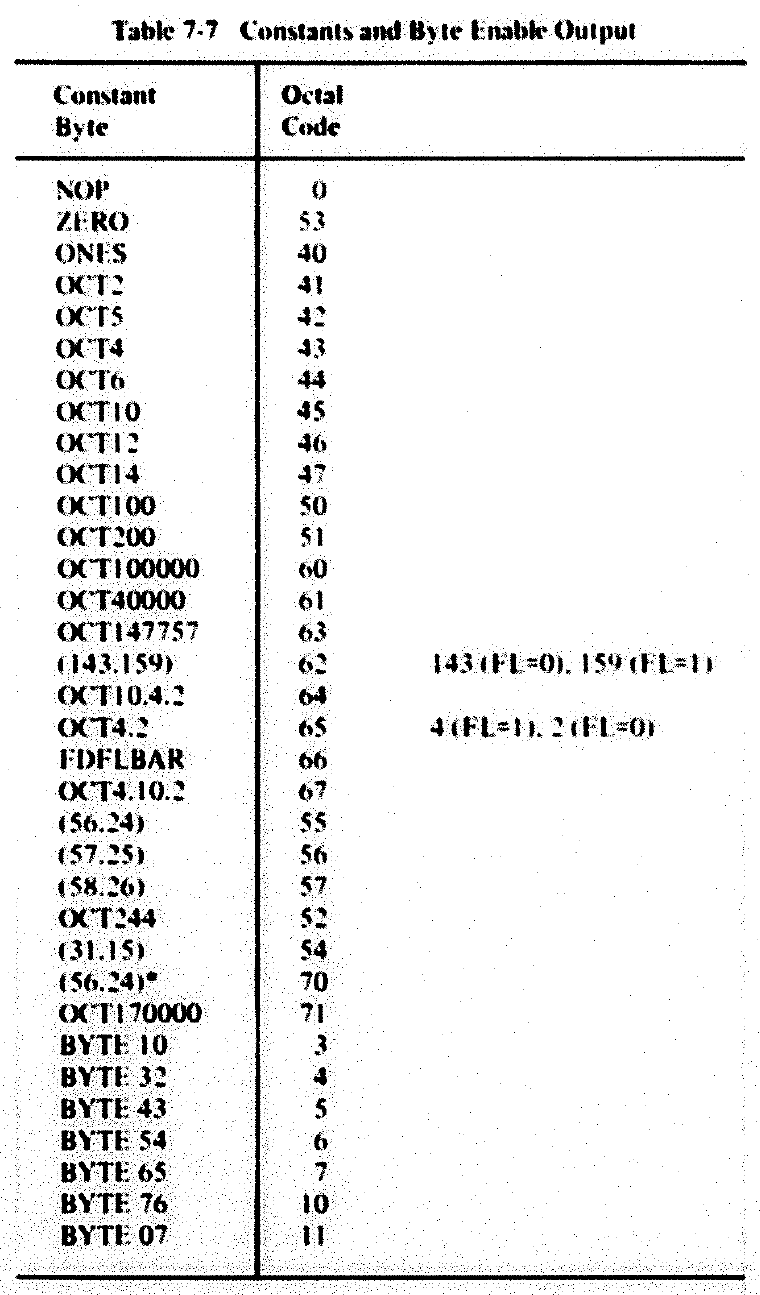 Table 7-7 Constants and Byte Enable Output
Constant Octal
Byte Code
NOP 0
ZERO 53
ONES 40
OCT2 41
OCT5 42
OCT4 43
OCT6 44
OCT10 45
OCT12 46
OCT14 47
OCT100 50
OCT200 51
OCT100000 60
OCT40000 61
OCT147757 63
(143.159) 62 143 (FL=0), 159 (FL=1)
OCT10.4.2 64
OCT4.2 65 4 (FL=1), 2 (FL=0)
FDFLBAR 66
OCT4.10.2 67
(56.24) 55
(57.25) 56
(58.26) 57
OCT244 52
(31.15) 54
(56.24)* 70
OCT170000 71
BYTE 10 3
BYTE 32 4
BYTE 43 5
BYTE 54 6
BYTE 65 7
BYTE 76 10
BYTE 07 11